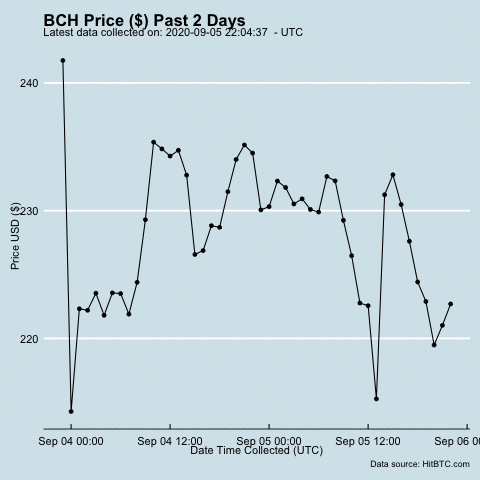 BCH Price ($) Past 2 Days
Latest data collected on: 2020-09-05 22:04:37 - UTC
240
230
220
Price USD ($)
Sep 04 00:00 Sep 04 12:00 Sep 05 00:00 Sep 05 12:00 Sep 06 0
Date Time Collected (UTC)
Data source: HitBTC.com